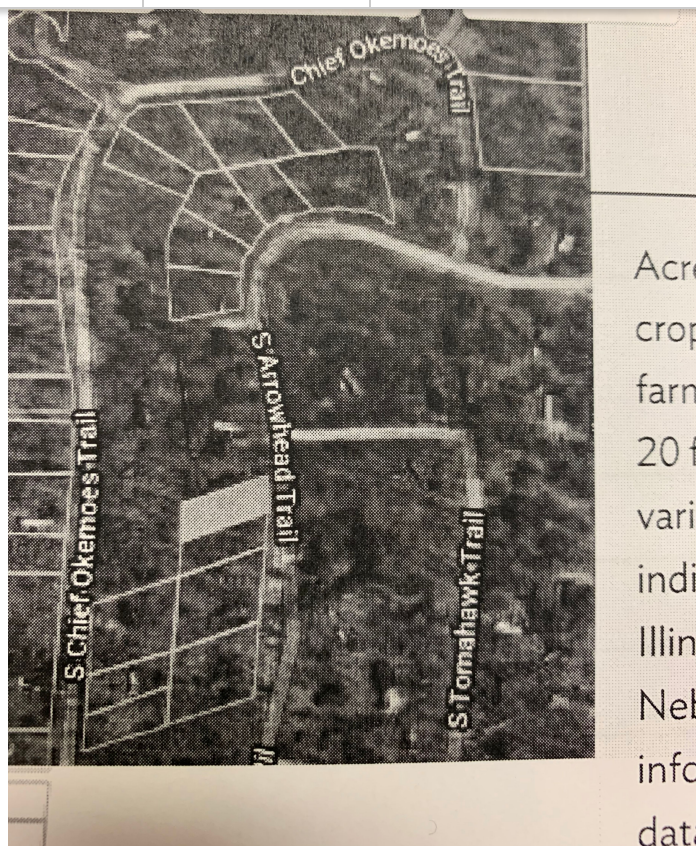 Chief Okemoes Trail
S Arrowhead Trail
S Chief Okemoes Trail
S Tomahawk Trail
il
Acre
crop
farm
20 f
vari
indi
Illin
Neb
info
data